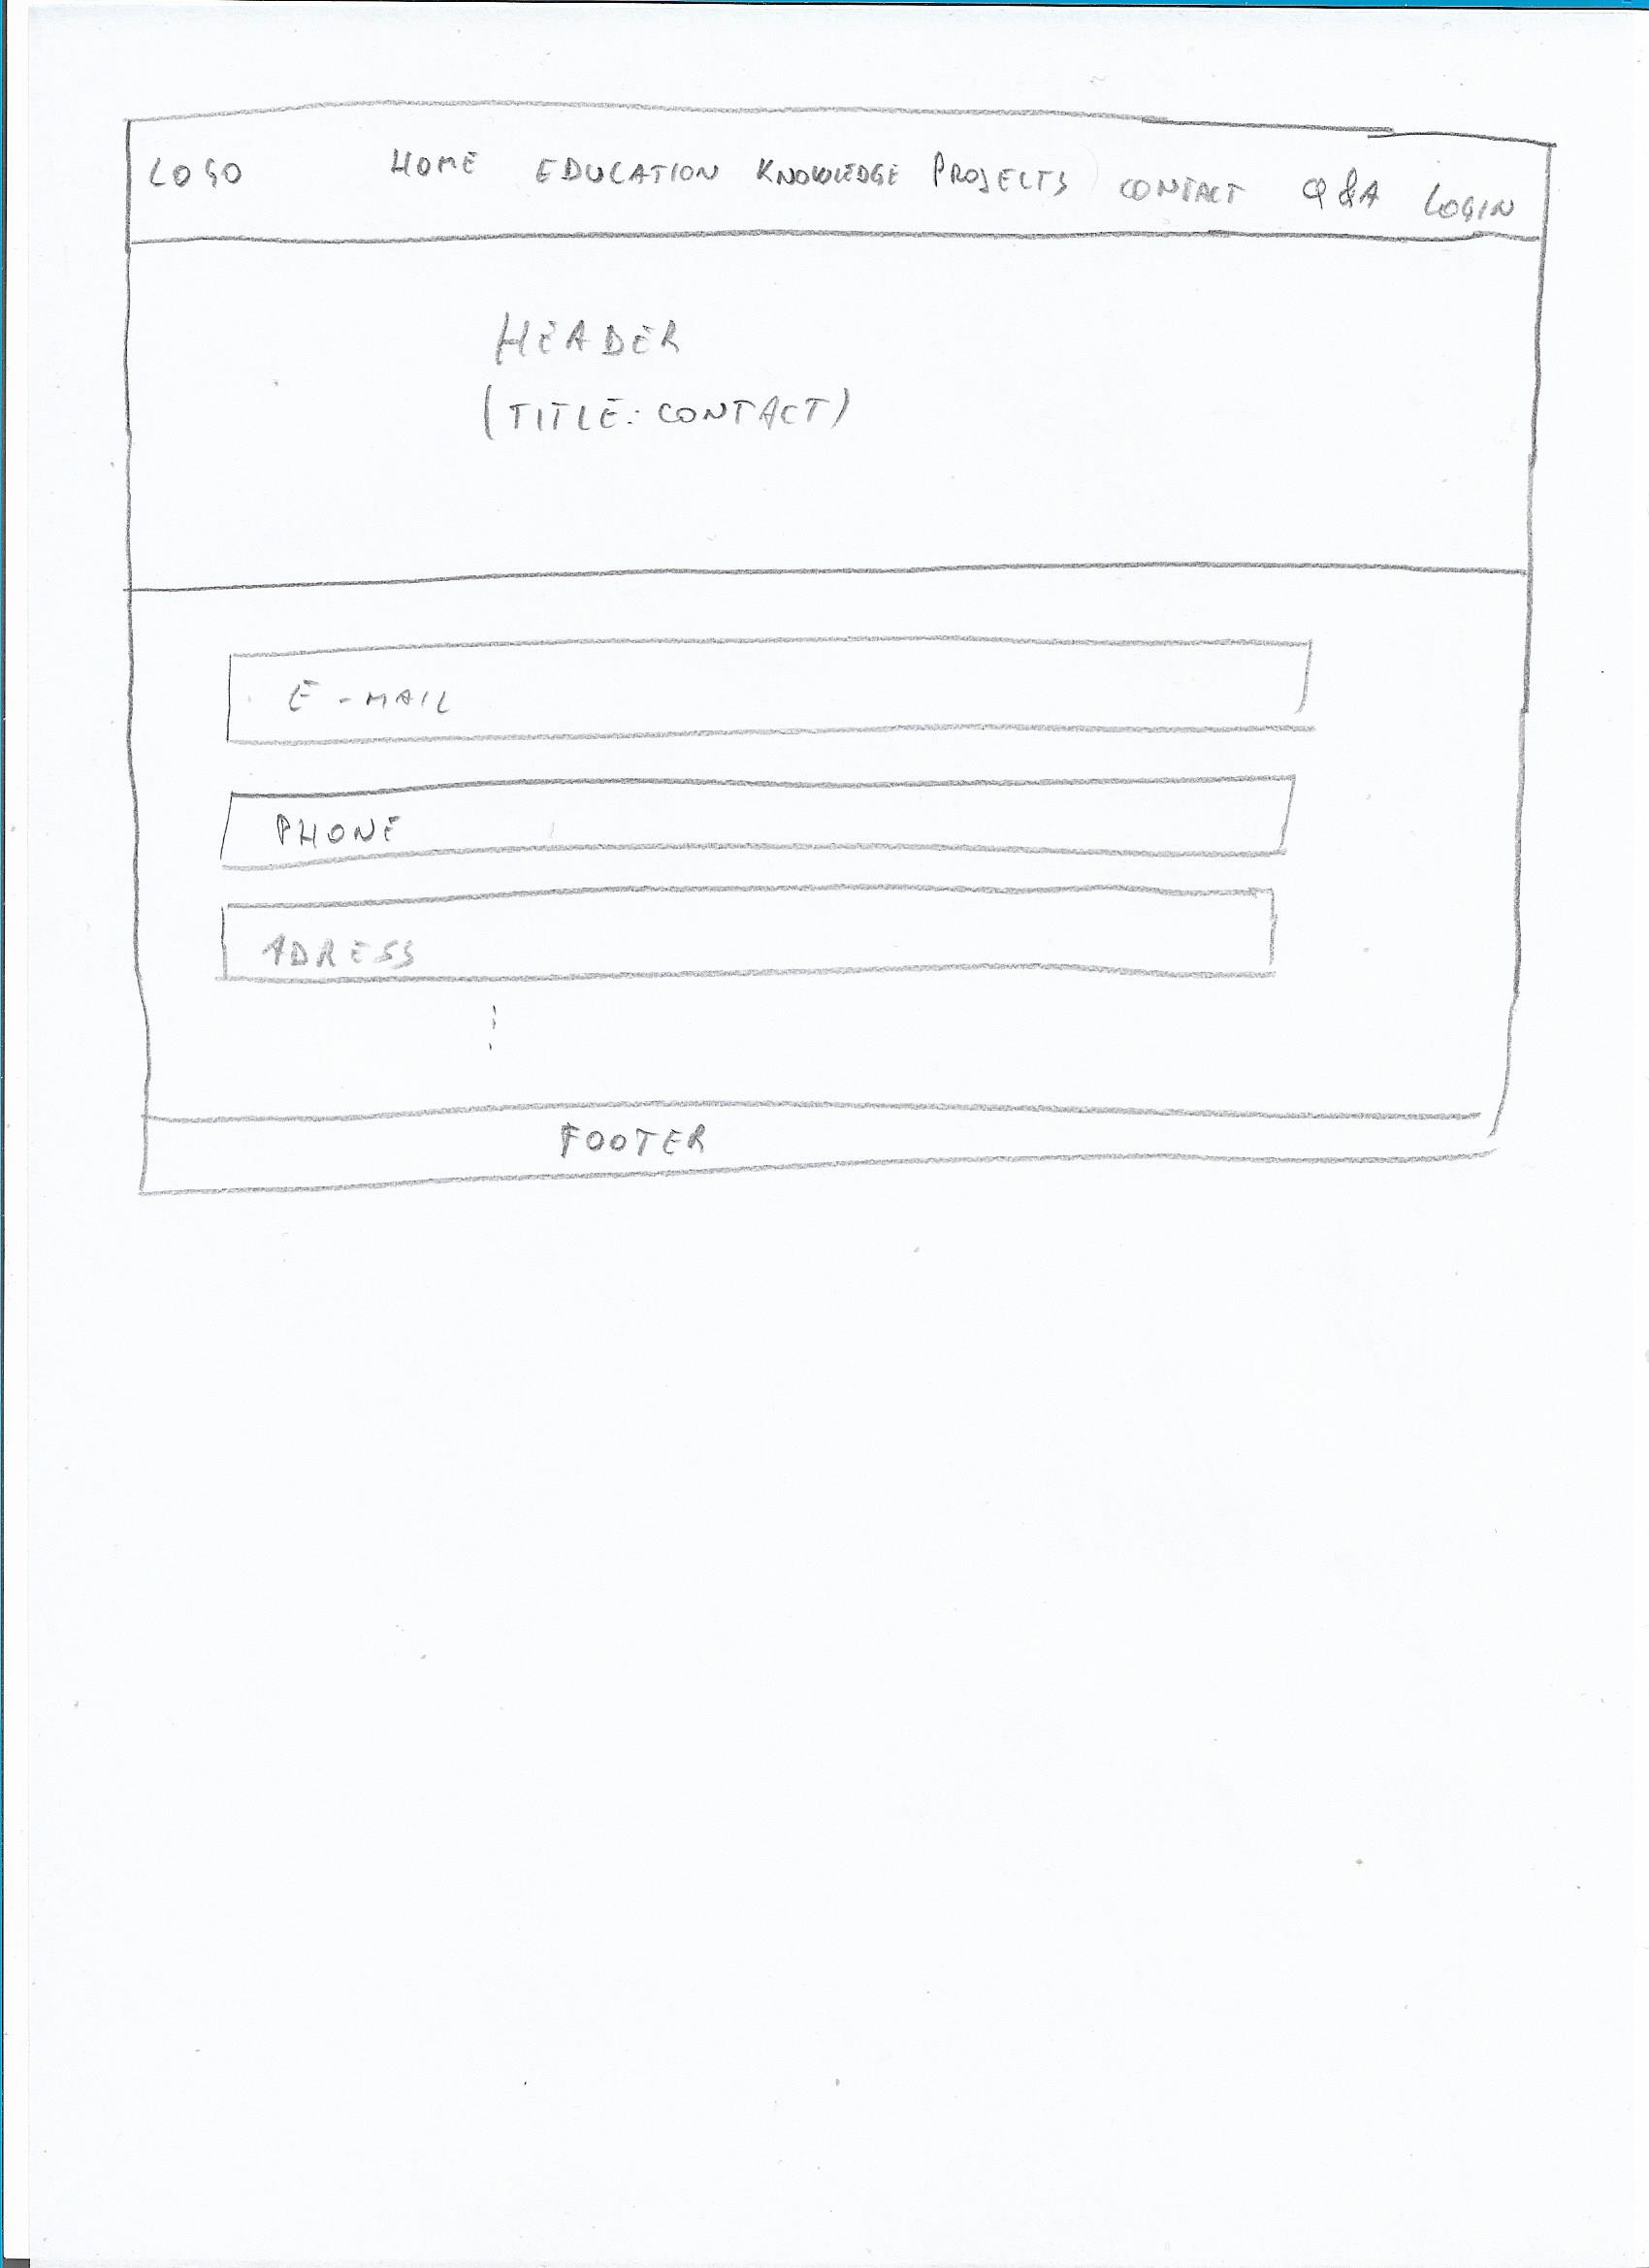 LOGO HOME EDUCATION KNOWLEDGE PROJECTS CONTACT Q&A LOGIN
HEADER
(TITLE: CONTACT)
E-MAIL
PHONE
ADRESS
FOOTER